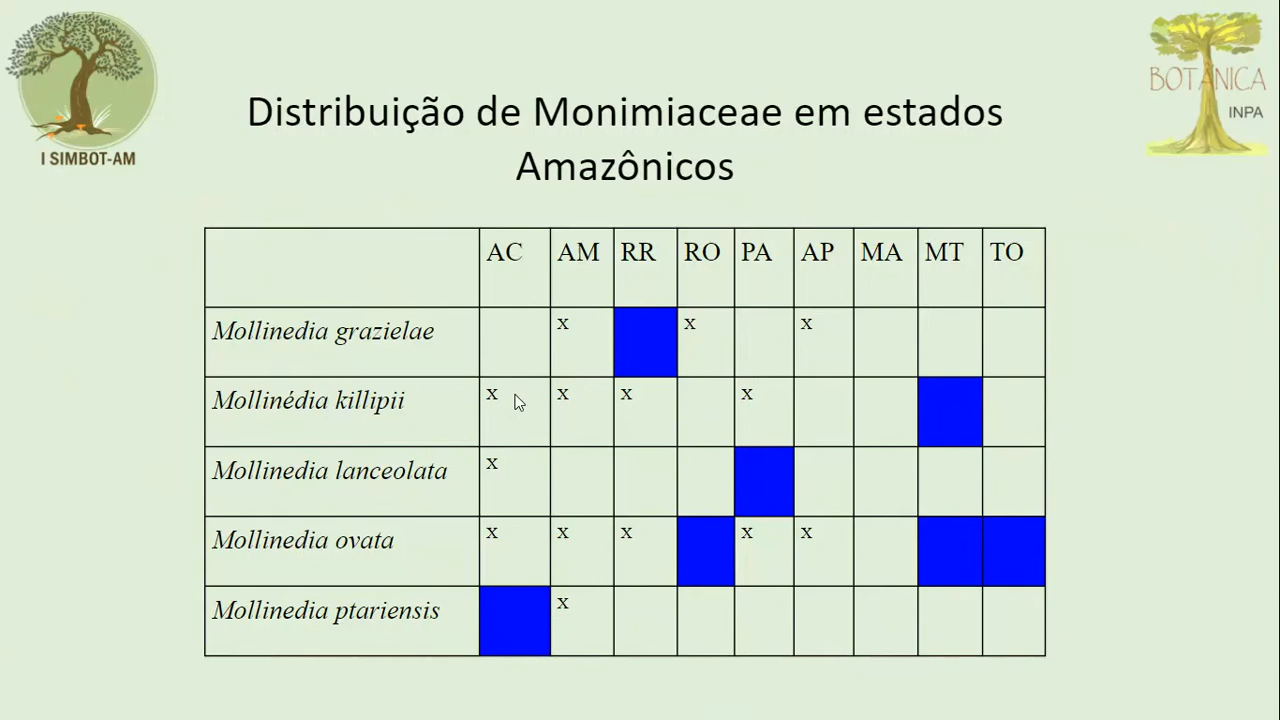 I SIMBOT-AM
BOTÂNICA
INPA
Distribuição de Monimiaceae em estados
Amazônicos
AC AM RR RO PA AP MA MT TO
Mollinedia grazielae x x x
Mollinédia killipii x x x x
Mollinedia lanceolata x
Mollinedia ovata x x x x x
Mollinedia ptariensis x